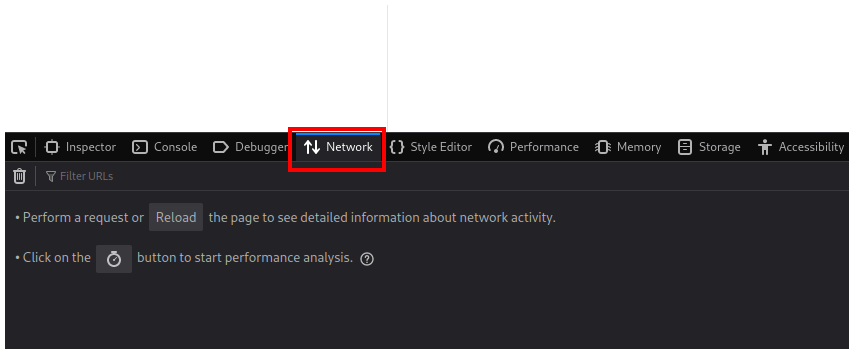 Inspector Console Debugger Network Style Editor Performance Memory Storage Accessibility
Filter URLs
• Perform a request or Reload the page to see detailed information about network activity.
• Click on the button to start performance analysis. ?